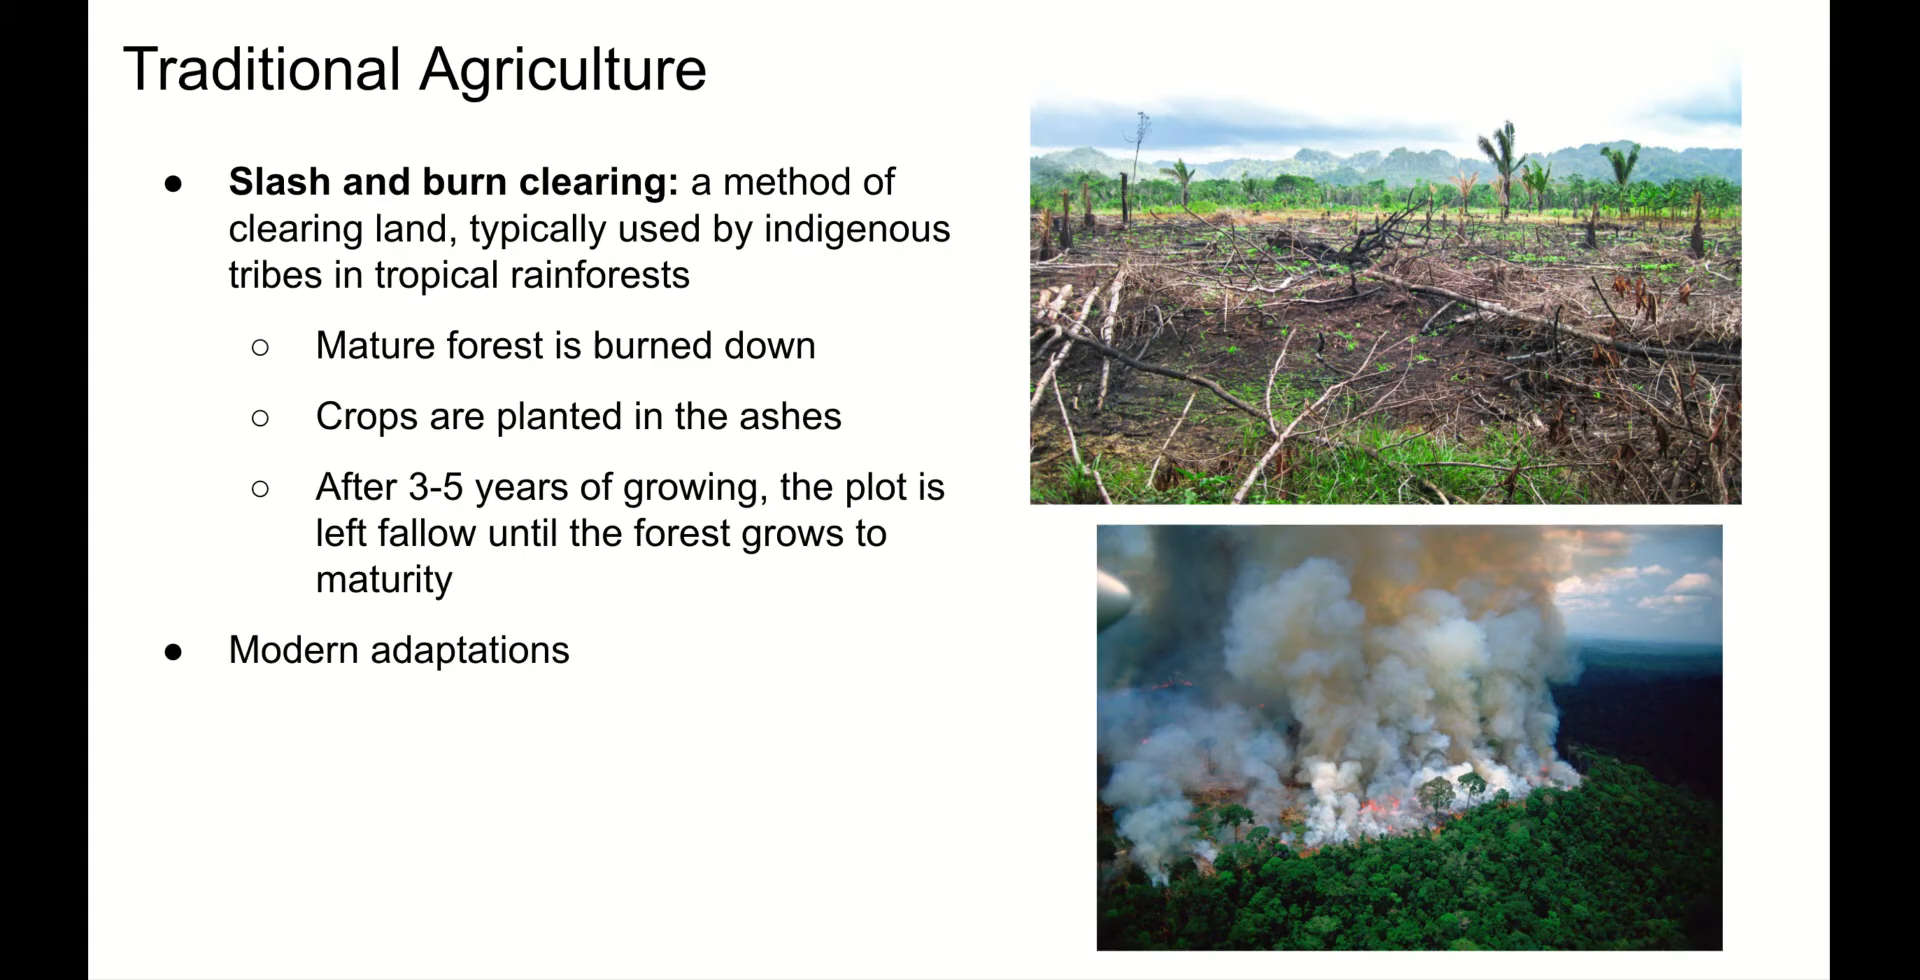 Traditional Agriculture
● Slash and burn clearing: a method of
clearing land, typically used by indigenous
tribes in tropical rainforests
○ Mature forest is burned down
○ Crops are planted in the ashes
○ After 3-5 years of growing, the plot is
left fallow until the forest grows to
maturity
● Modern adaptations